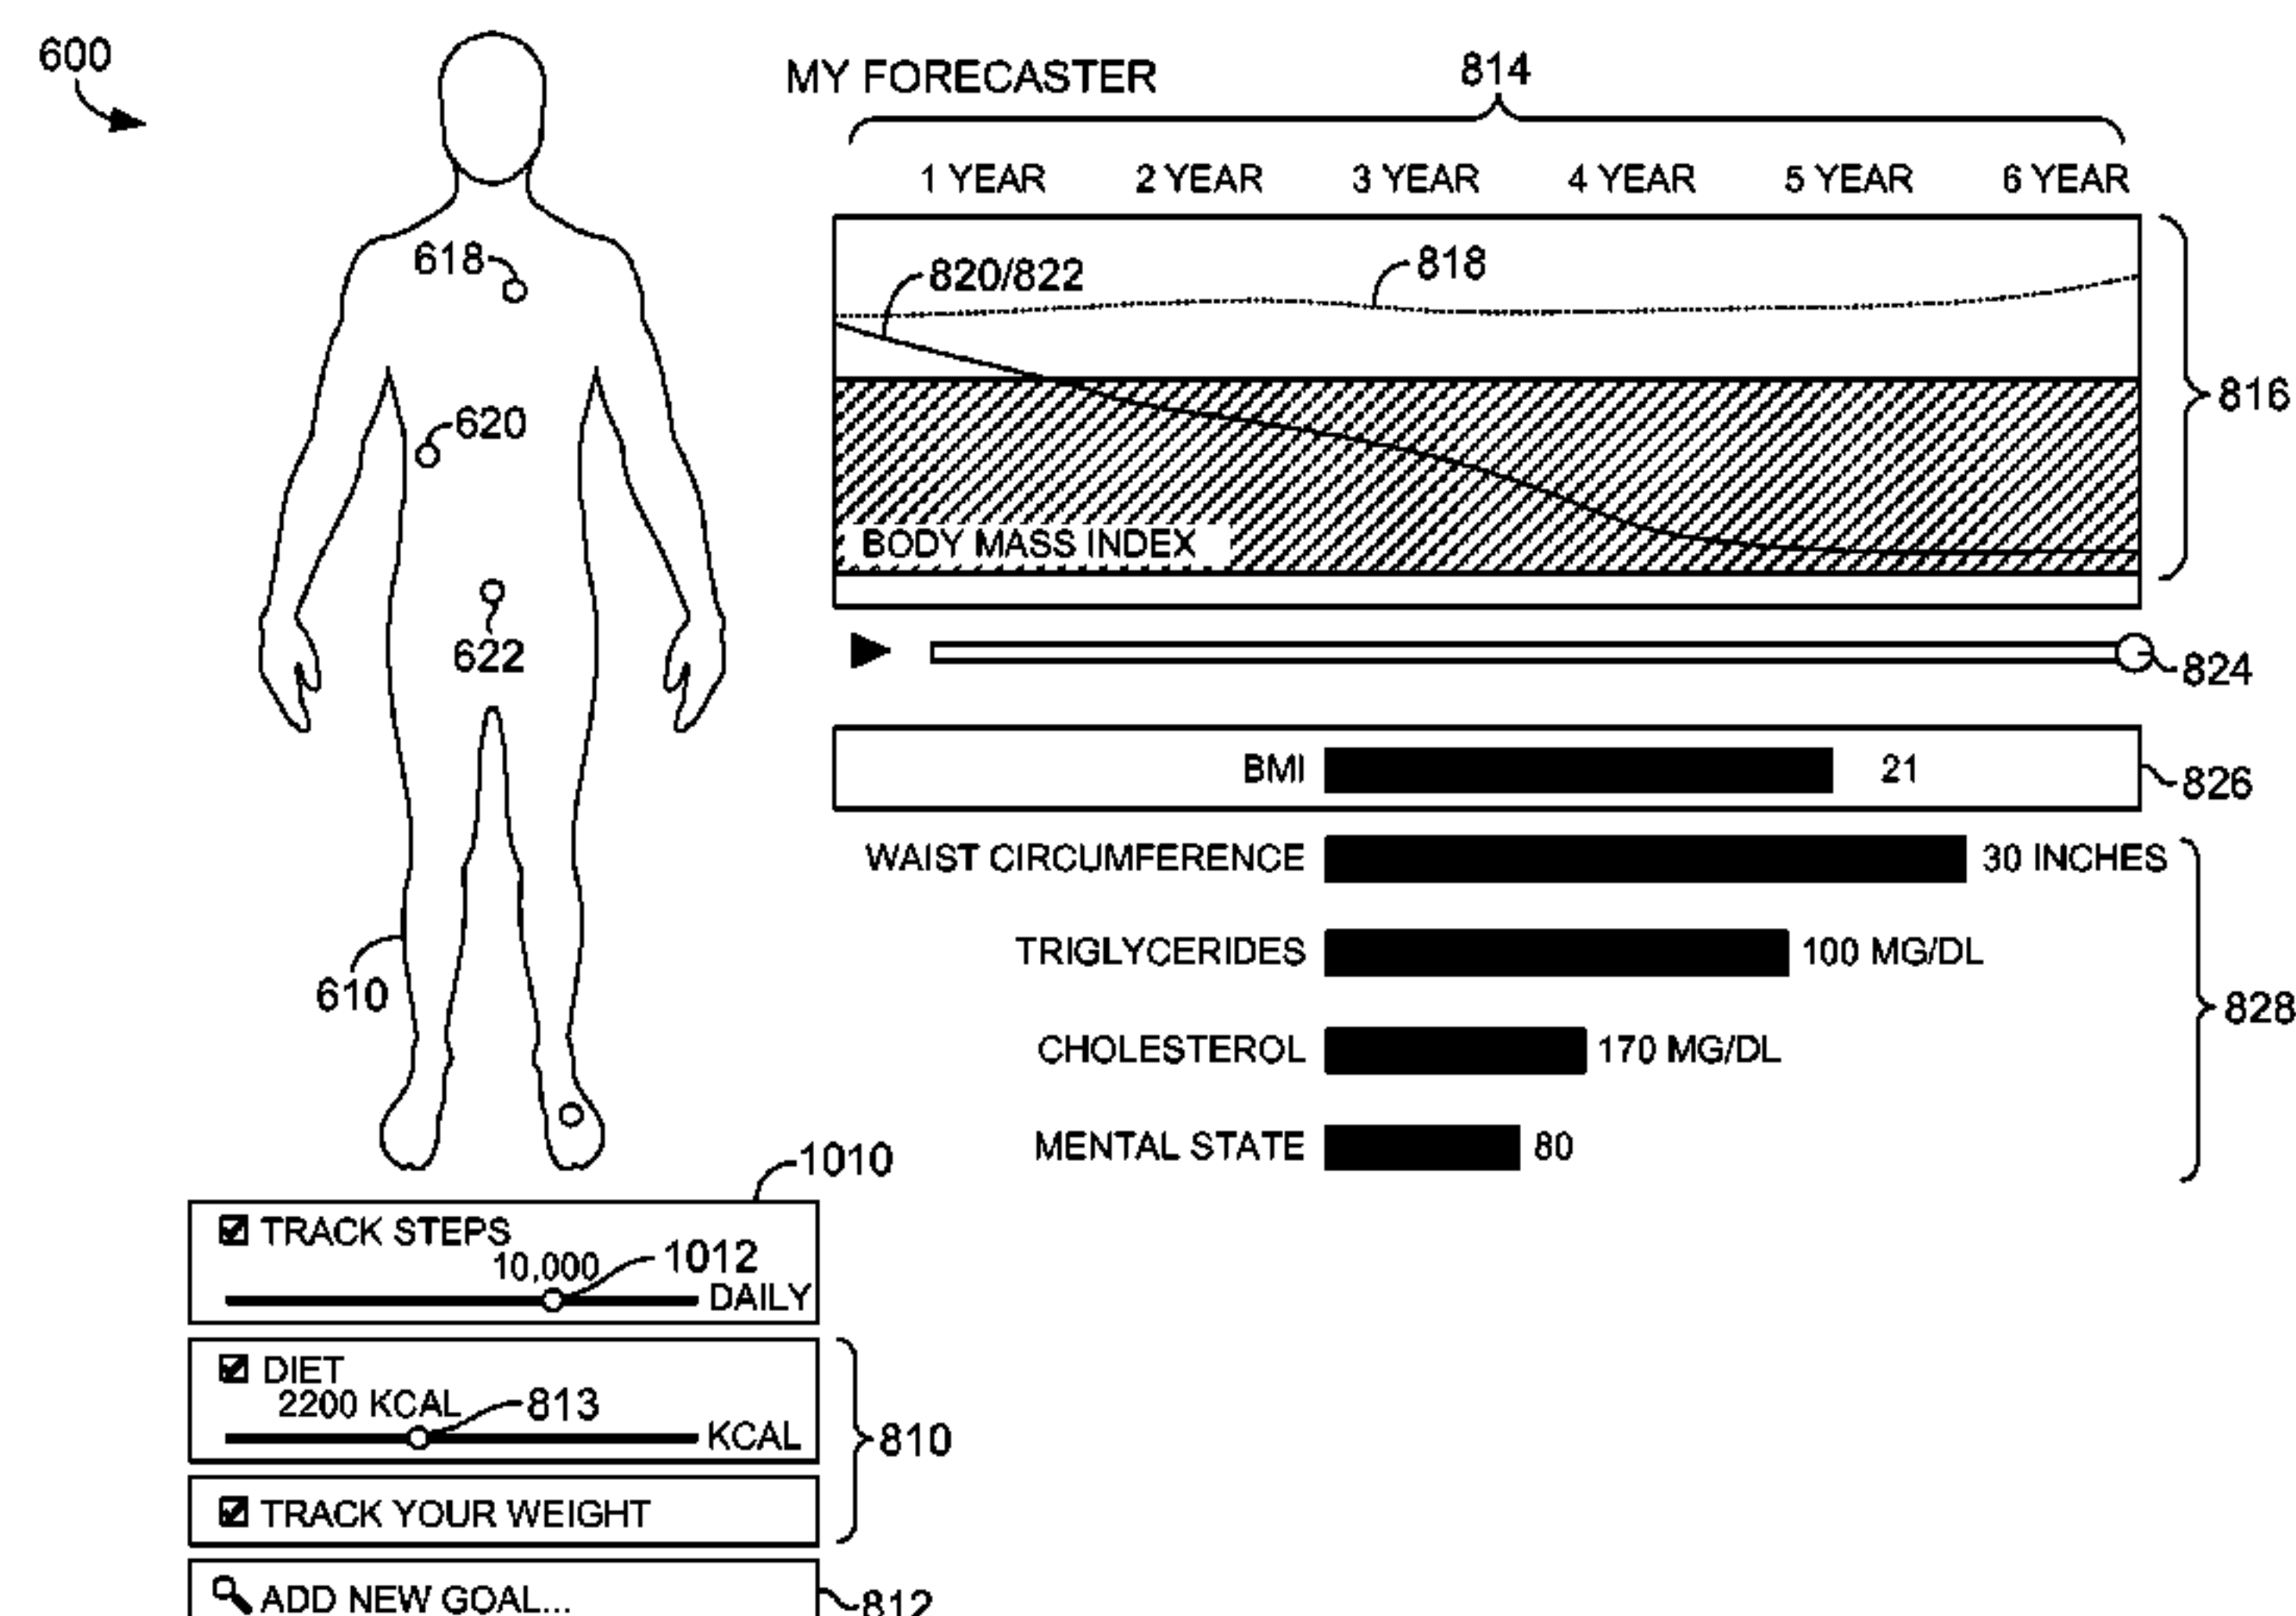 600
MY FORECASTER
814
1 YEAR 2 YEAR 3 YEAR 4 YEAR 5 YEAR 6 YEAR
618
820/822
818
816
620
BODY MASS INDEX
622
824
BMI 21
826
WAIST CIRCUMFERENCE 30 INCHES
TRIGLYCERIDES 100 MG/DL
610
828
CHOLESTEROL 170 MG/DL
MENTAL STATE 80
1010
TRACK STEPS
10,000
1012
DAILY
DIET
2200 KCAL
813
KCAL
810
TRACK YOUR WEIGHT
ADD NEW GOAL...
812